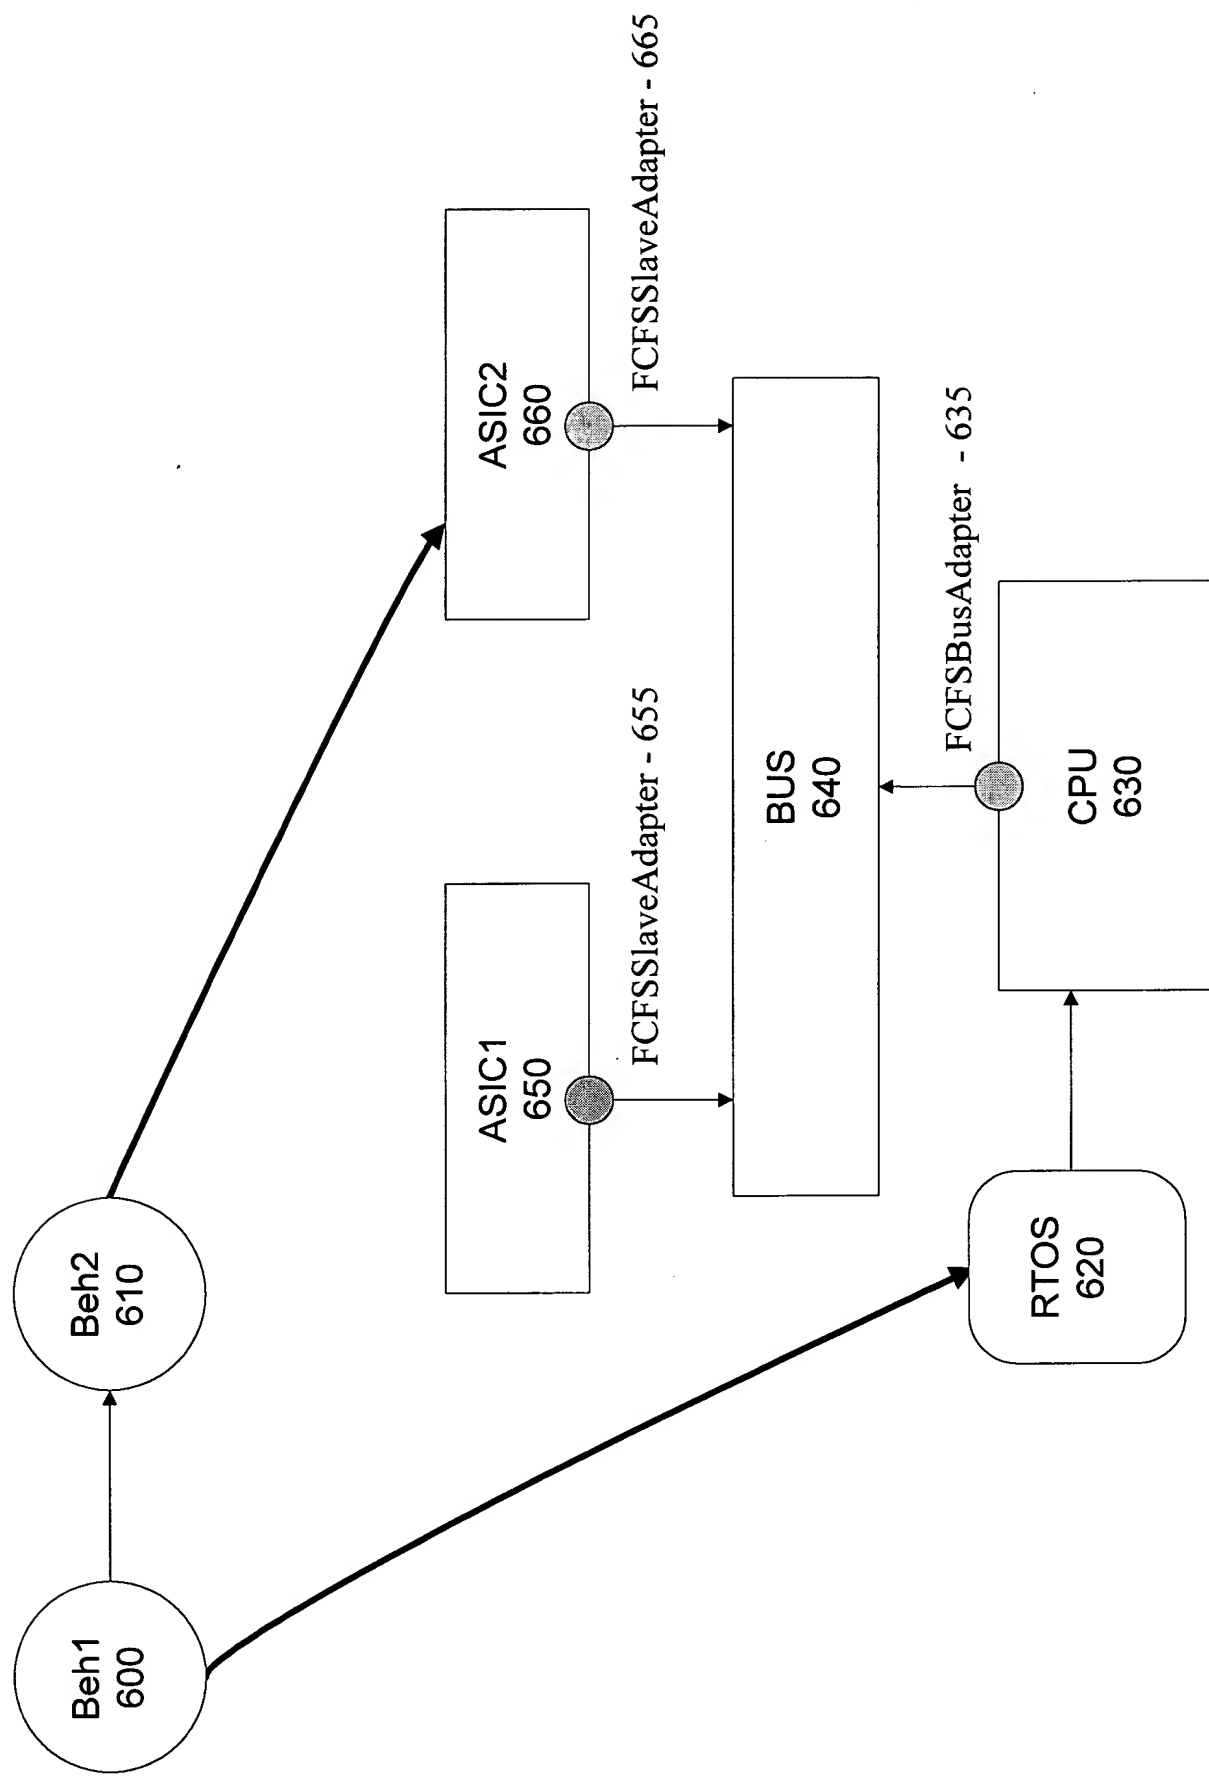 Beh1
600
Beh2
610
ASIC1
650
ASIC2
660
FCFSSlaveAdapter - 655
FCFSSlaveAdapter - 665
BUS
640
FCFSBusAdapter - 635
RTOS
620
CPU
630